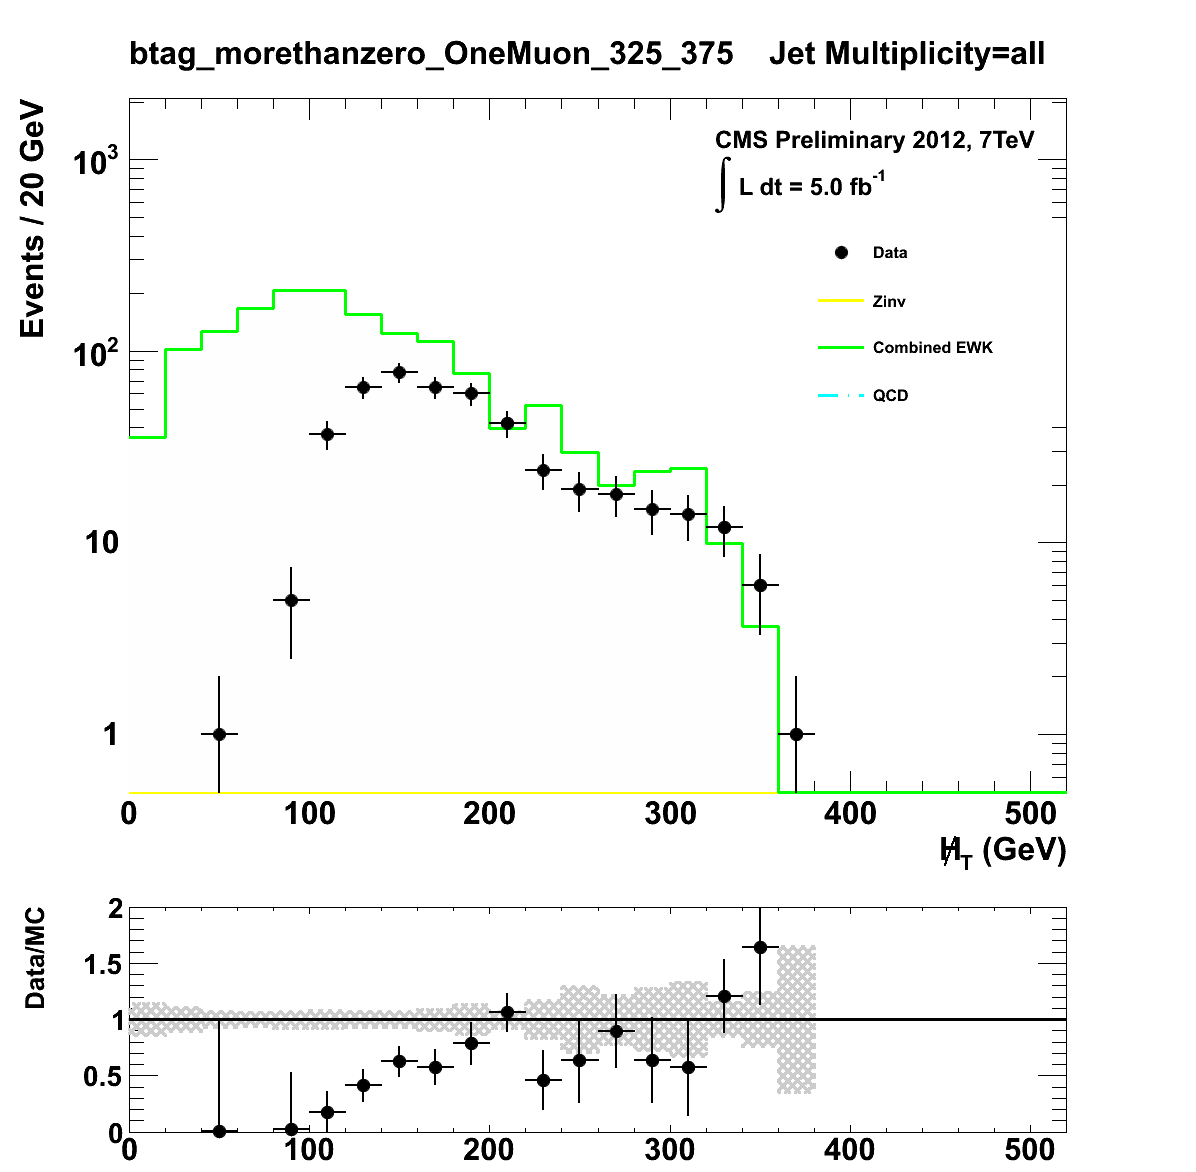 btag_morethanzero_OneMuon_325_375 Jet Multiplicity=all
Events / 20 GeV
CMS Preliminary 2012, 7TeV
∫ L dt = 5.0 fb⁻¹
Data
Zinv
Combined EWK
QCD
10³
10²
10
1
0 100 200 300 400 500
H̸_T (GeV)
Data/MC
2
1.5
1
0.5
0
0 100 200 300 400 500